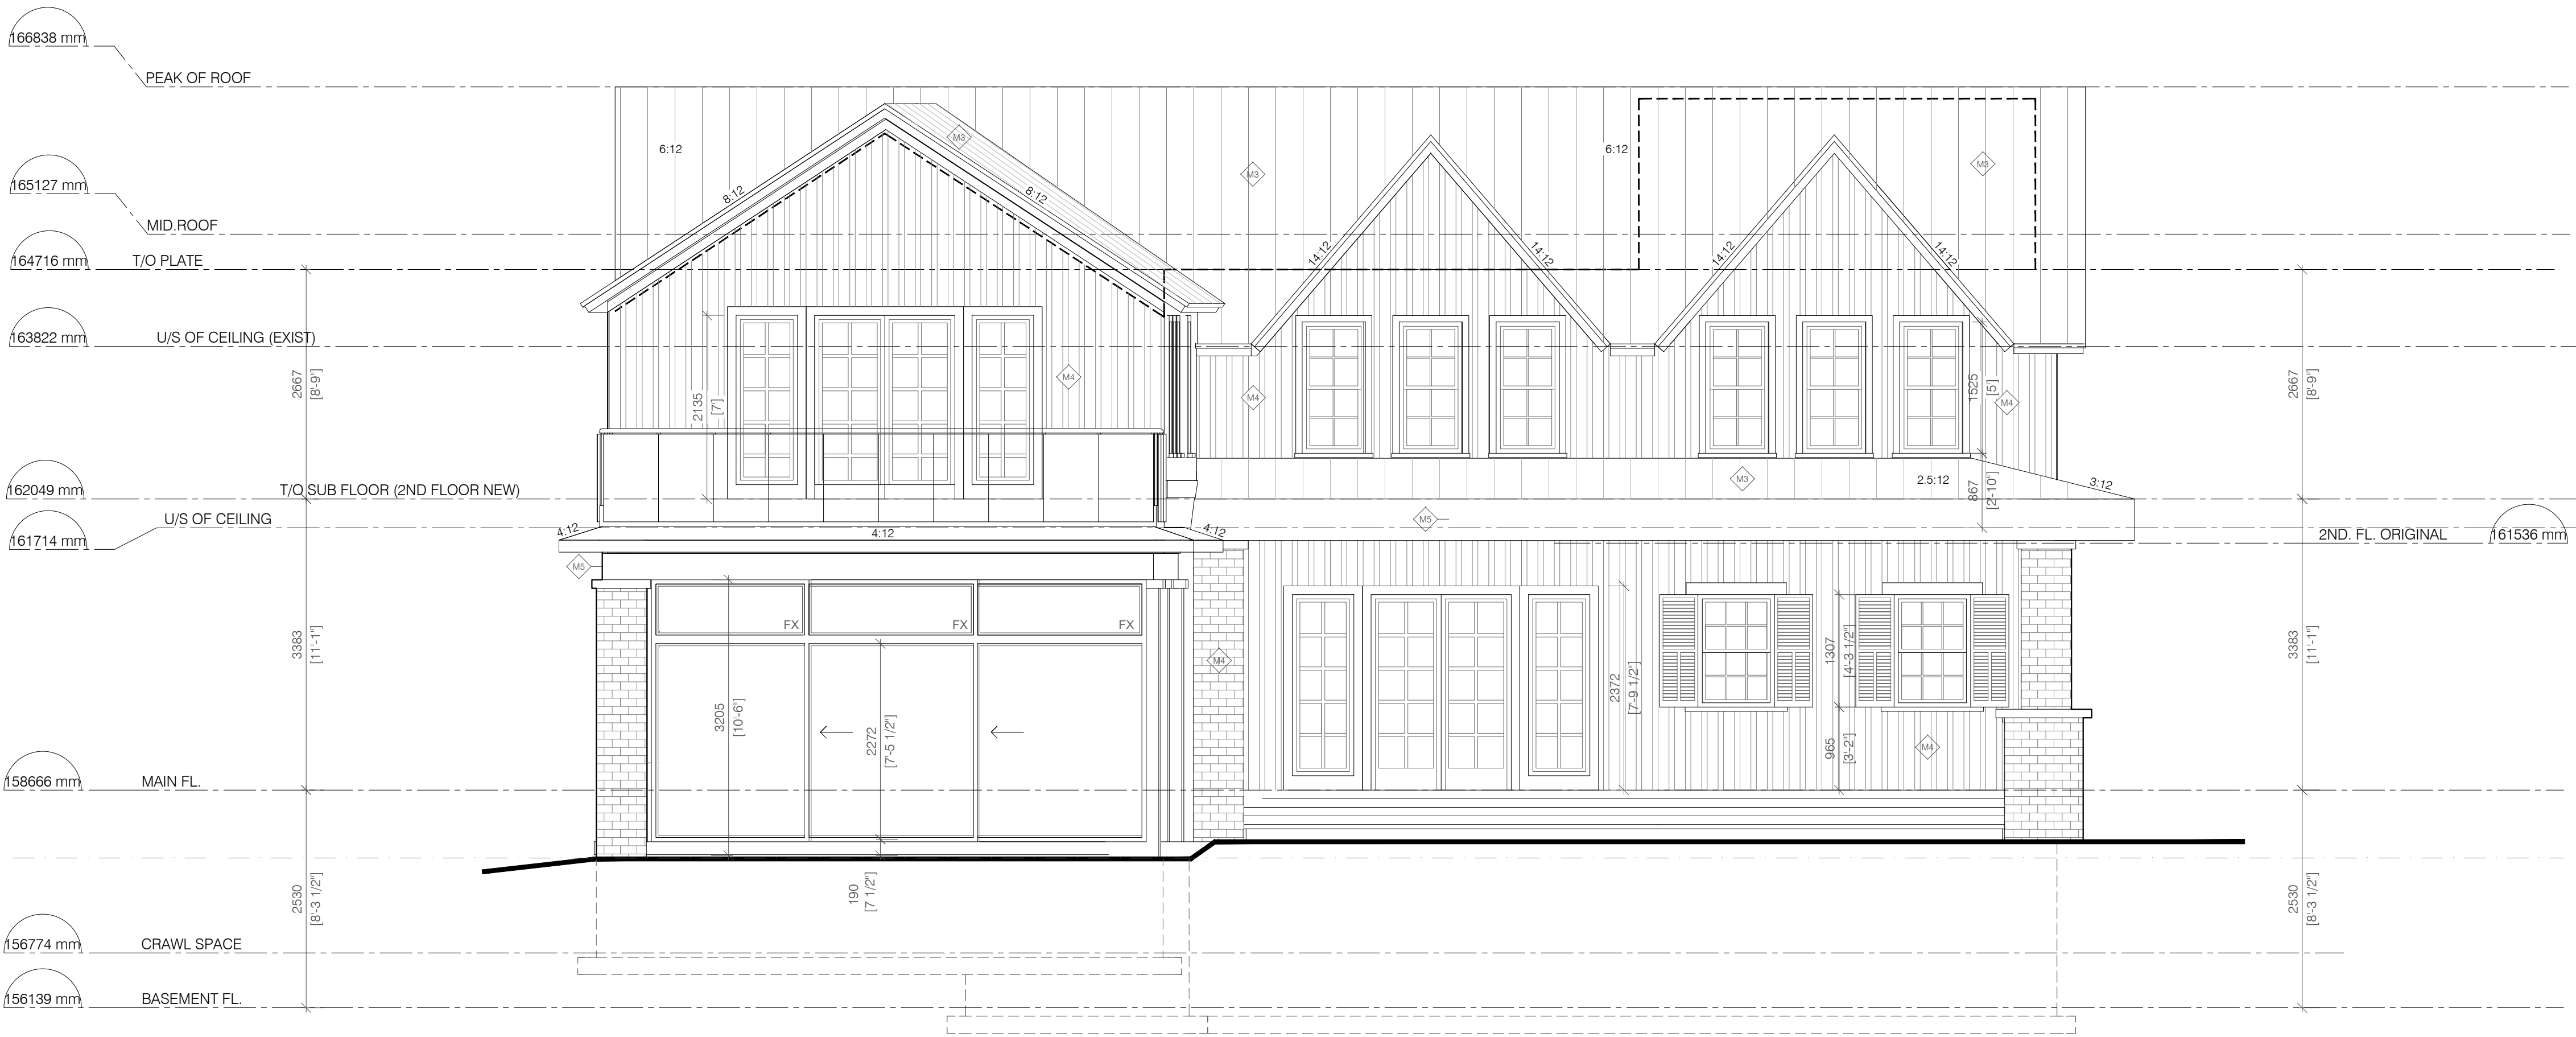 166838 mm
PEAK OF ROOF
165127 mm
MID.ROOF
164716 mm
T/O PLATE
163822 mm
U/S OF CEILING (EXIST)
162049 mm
T/O SUB FLOOR (2ND FLOOR NEW)
161714 mm
U/S OF CEILING
158666 mm
MAIN FL.
156774 mm
CRAWL SPACE
156139 mm
BASEMENT FL.
2667
[8'-9"]
3383
[11'-1"]
2530
[8'-3 1/2"]
6:12
8:12
8:12
M3
M3
6:12
M3
14:12
14:12
14:12
14:12
2135
[7']
M4
M4
1525
[5']
M4
M3
2.5:12
867
[2'-10"]
3:12
4:12
4:12
4:12
M5
M5
FX
FX
FX
3205
[10'-6"]
2272
[7'-5 1/2"]
190
[7 1/2"]
M4
2372
[7'-9 1/2"]
1307
[4'-3 1/2"]
965
[3'-2"]
M4
2667
[8'-9"]
2ND. FL. ORIGINAL
161536 mm
3383
[11'-1"]
2530
[8'-3 1/2"]